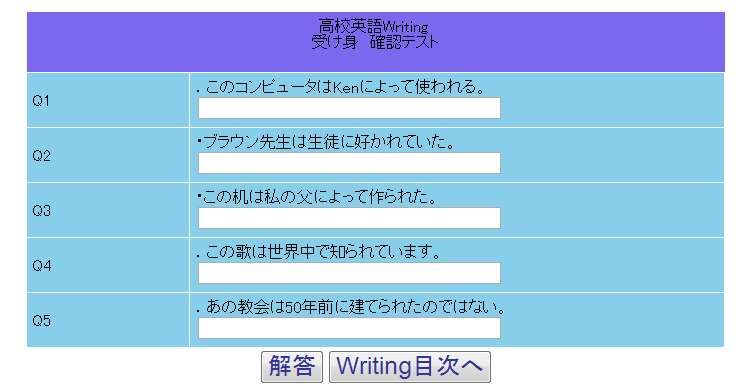 高校英語Writing
受け身　確認テスト
Q1
．このコンピュータはKenによって使われる。
Q2
・ブラウン先生は生徒に好かれていた。
Q3
・この机は私の父によって作られた。
Q4
．この歌は世界中で知られています。
Q5
．あの教会は50年前に建てられたのではない。
解答
Writing目次へ